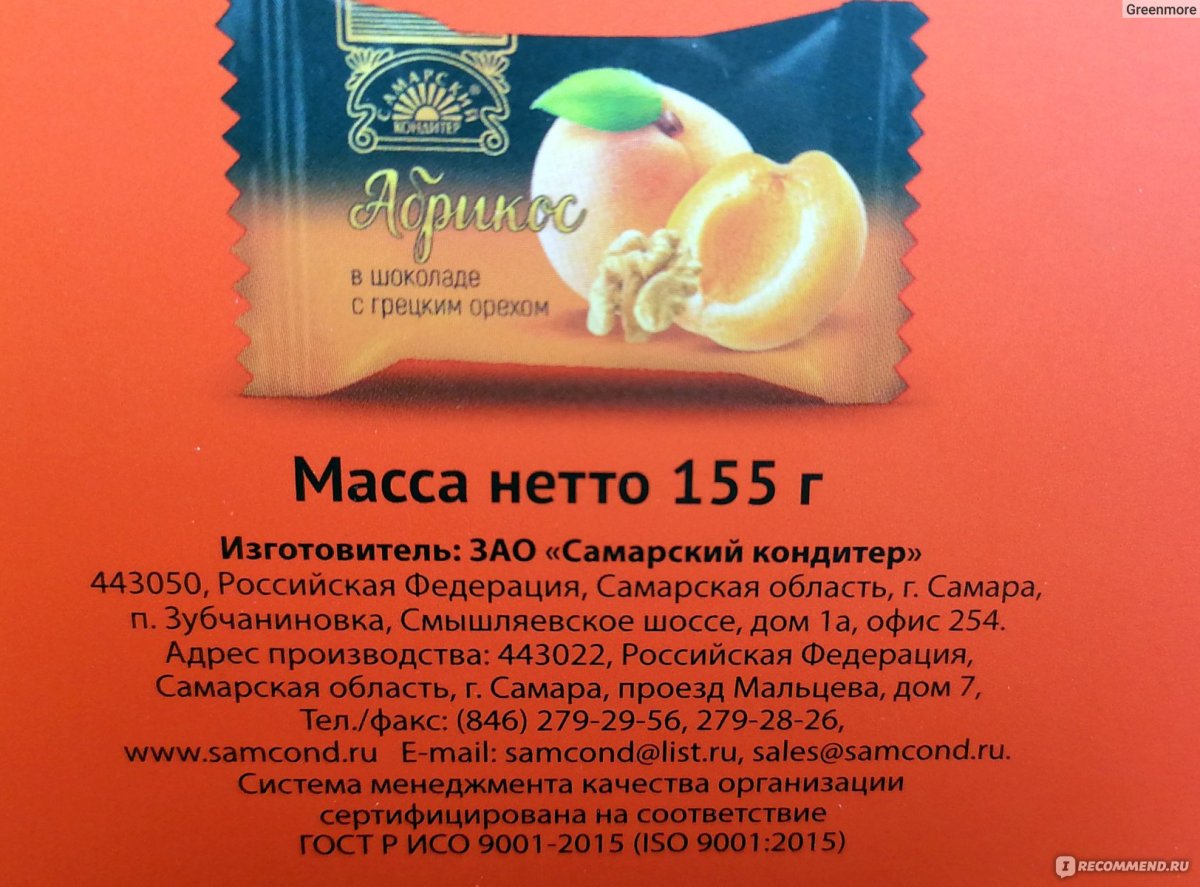 Greenmore
САМАРСКИЙ®
КОНДИТЕР
Абрикос
в шоколаде
с грецким орехом
Масса нетто 155 г
Изготовитель: ЗАО «Самарский кондитер»
443050, Российская Федерация, Самарская область, г. Самара,
п. Зубчаниновка, Смышляевское шоссе, дом 1а, офис 254.
Адрес производства: 443022, Российская Федерация,
Самарская область, г. Самара, проезд Мальцева, дом 7,
Тел./факс: (846) 279-29-56, 279-28-26,
www.samcond.ru E-mail: samcond@list.ru, sales@samcond.ru.
Система менеджмента качества организации
сертифицирована на соответствие
ГОСТ Р ИСО 9001-2015 (ISO 9001:2015)
IRECOMMEND.RU